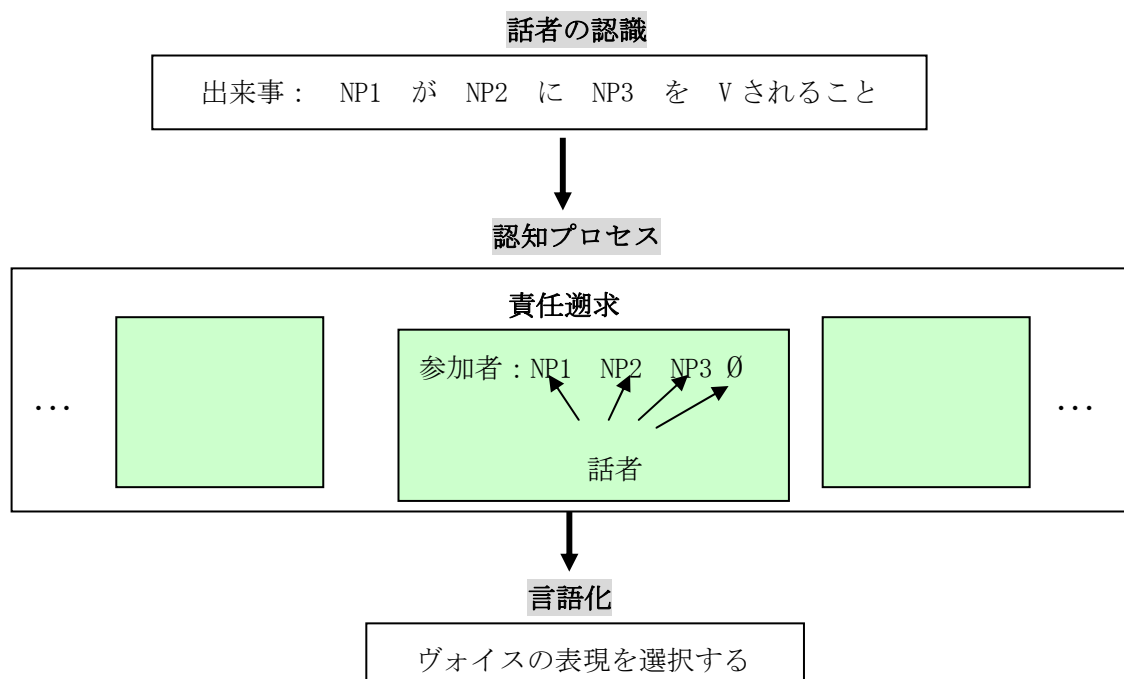 話者の認識
出来事： NP1 が NP2 に NP3 を V されること
認知プロセス
責任遡求
参加者：NP1 NP2 NP3 Ø
… …
話者
言語化
ヴォイスの表現を選択する